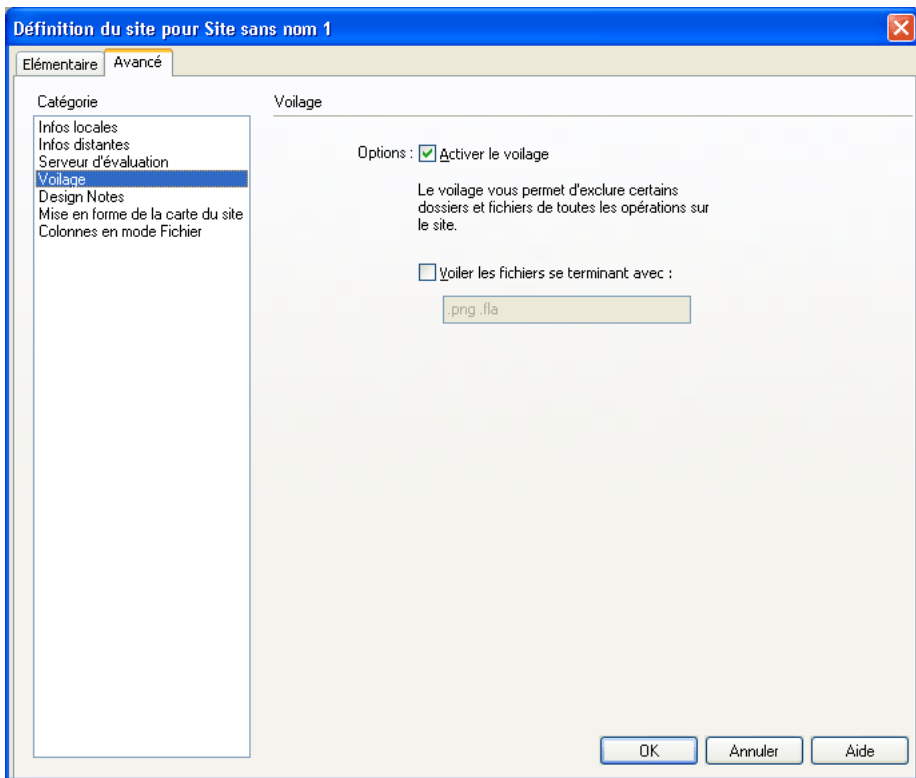 Définition du site pour Site sans nom 1
Elémentaire Avancé
Catégorie
Infos locales
Infos distantes
Serveur d'évaluation
Voilage
Design Notes
Mise en forme de la carte du site
Colonnes en mode Fichier
Voilage
Options : Activer le voilage
Le voilage vous permet d'exclure certains
dossiers et fichiers de toutes les opérations sur
le site.
Voiler les fichiers se terminant avec :
.png .fla
OK Annuler Aide